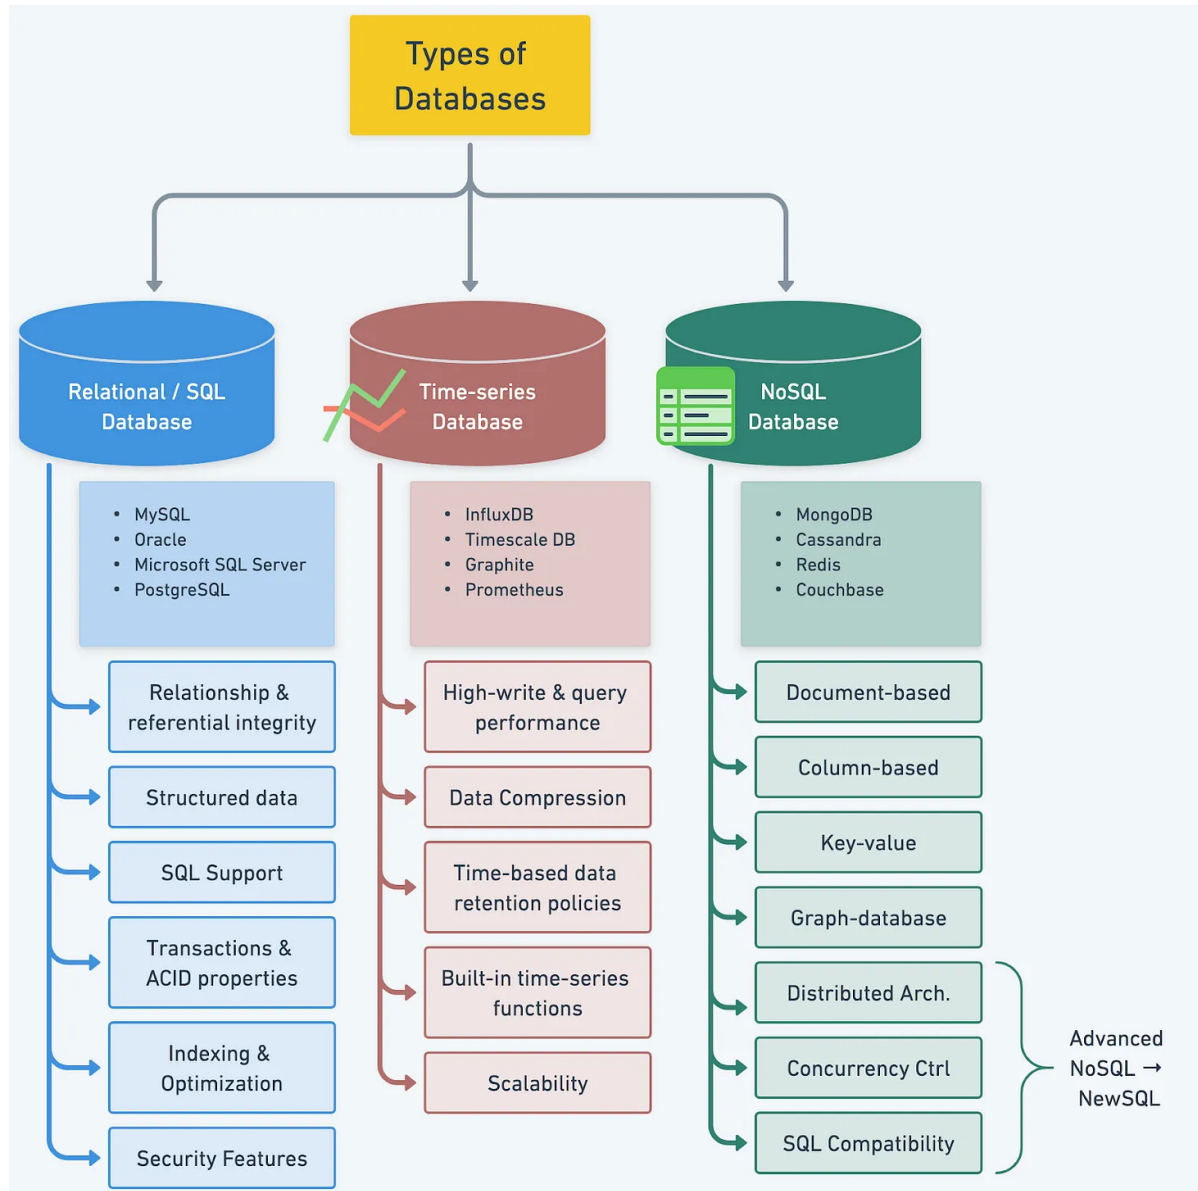 Types of
Databases
Relational / SQL
Database
Time-series
Database
NoSQL
Database
• MySQL
• Oracle
• Microsoft SQL Server
• PostgreSQL
• InfluxDB
• Timescale DB
• Graphite
• Prometheus
• MongoDB
• Cassandra
• Redis
• Couchbase
Relationship &
referential integrity
Structured data
SQL Support
Transactions &
ACID properties
Indexing &
Optimization
Security Features
High-write & query
performance
Data Compression
Time-based data
retention policies
Built-in time-series
functions
Scalability
Document-based
Column-based
Key-value
Graph-database
Distributed Arch.
Concurrency Ctrl
SQL Compatibility
Advanced
NoSQL →
NewSQL